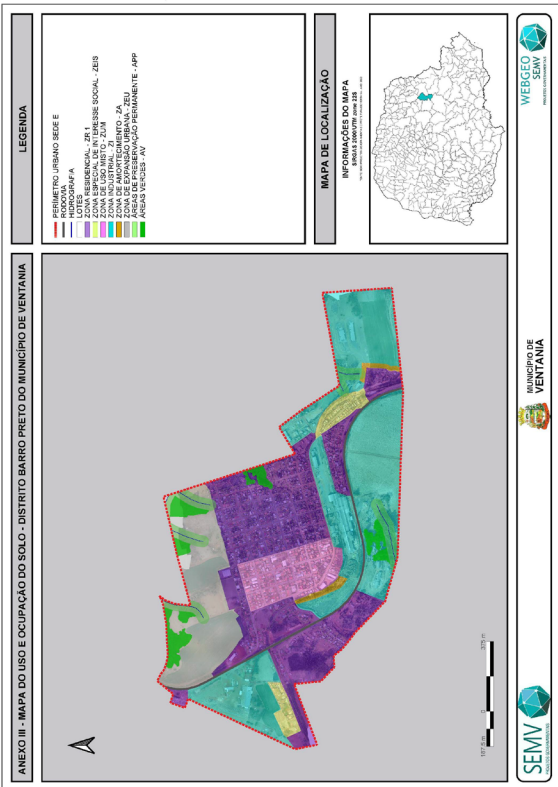 ANEXO III - MAPA DO USO E OCUPAÇÃO DO SOLO - DISTRITO BARRO PRETO DO MUNICÍPIO DE VENTANIA
LEGENDA
PERÍMETRO URBANO SEDE E
RODOVIA
HIDROGRAFIA
LOTES
ZONA RESIDENCIAL - ZR 1
ZONA ESPECIAL DE INTERESSE SOCIAL - ZEIS
ZONA DE USO MISTO - ZUM
ZONA INDUSTRIAL - ZI
ZONA DE AMORTECIMENTO - ZA
ZONA DE EXPANSÃO URBANA - ZEU
ÁREAS DE PRESERVAÇÃO PERMANENTE - APP
ÁREAS VERDES - AV
MAPA DE LOCALIZAÇÃO
INFORMAÇÕES DO MAPA
SIRGAS 2000/UTM zone 22S
187,5 m 0 375 m
SEMV
PROJETOS GOVERNAMENTAIS
MUNICÍPIO DE
VENTANIA
WEBGEO
SEMV
PROJETOS GOVERNAMENTAIS